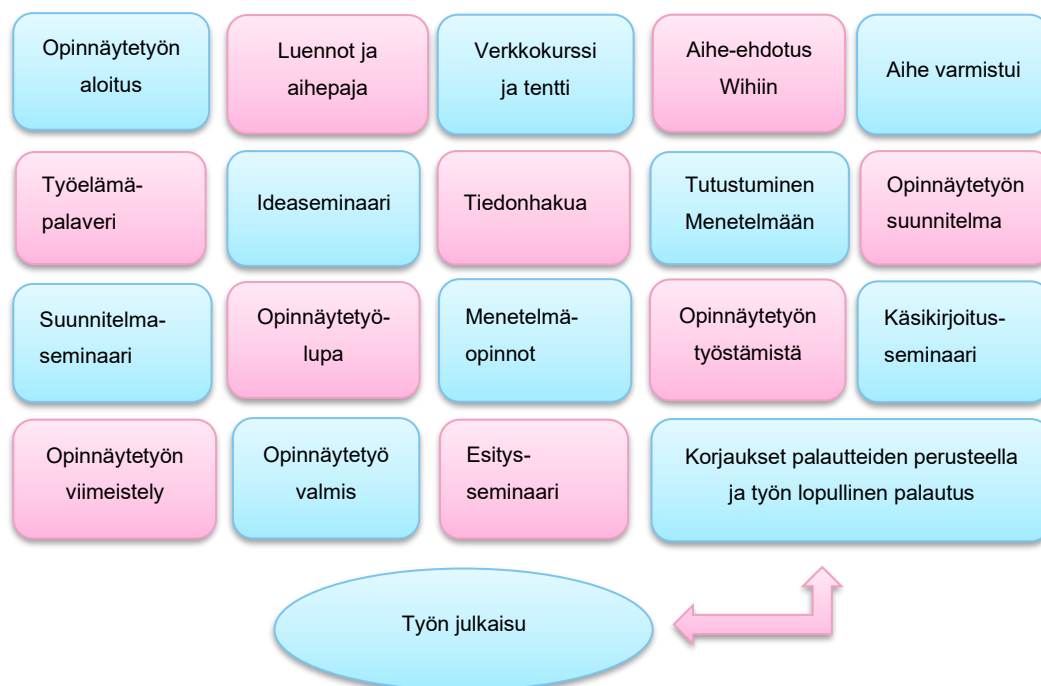 Opinnäytetyön
aloitus
Luennot ja
aihepaja
Verkkokurssi
ja tentti
Aihe-ehdotus
Wihiin
Aihe varmistui
Työelämä-
palaveri
Ideaseminaari
Tiedonhakua
Tutustuminen
Menetelmään
Opinnäytetyön
suunnitelma
Suunnitelma-
seminaari
Opinnäytetyö-
lupa
Menetelmä-
opinnot
Opinnäytetyön
työstämistä
Käsikirjoitus-
seminaari
Opinnäytetyön
viimeistely
Opinnäytetyö
valmis
Esitys-
seminaari
Korjaukset palautteiden perusteella
ja työn lopullinen palautus
Työn julkaisu